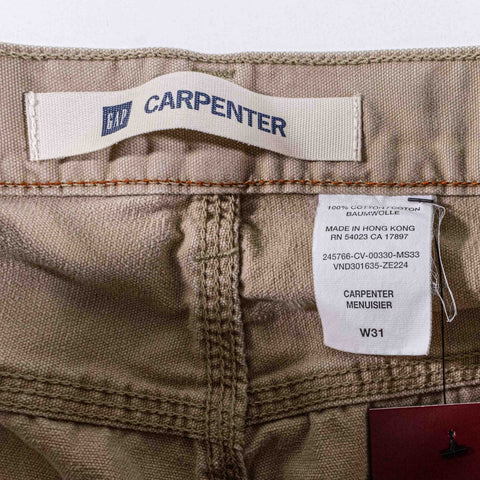 GAP CARPENTER
100% COTTON/COTON
BAUMWOLLE
MADE IN HONG KONG
RN 54023 CA 17897
245766-CV-00330-MS33
VND301635-ZE224
CARPENTER
MENUISIER
W31